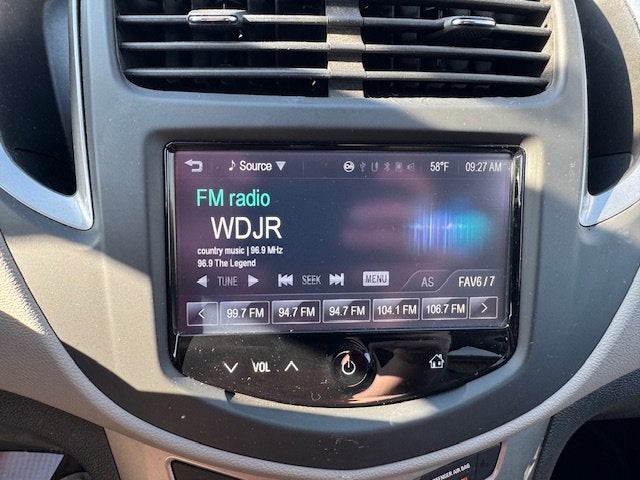 Source 58°F 09:27 AM
FM radio
WDJR
country music | 96.9 MHz
96.9 The Legend
TUNE SEEK MENU AS FAV6 / 7
99.7 FM 94.7 FM 94.7 FM 104.1 FM 106.7 FM
VOL
AIR BAG